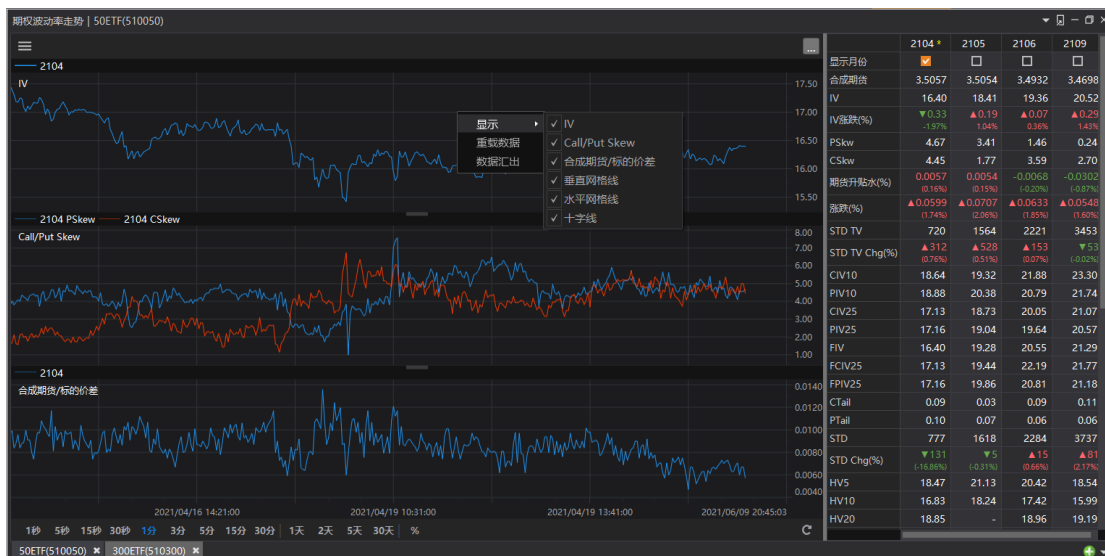 期权波动率走势 | 50ETF(510050)
...
2104
IV
17.50
17.00
16.50
16.00
15.50
显示
重载数据
数据汇出
✓ IV
✓ Call/Put Skew
✓ 合成期货/标的价差
✓ 垂直网格线
✓ 水平网格线
✓ 十字线
2104 PSkew 2104 CSkew
Call/Put Skew
8.00
7.00
6.00
5.00
4.00
3.00
2.00
1.00
2104
合成期货/标的价差
0.0140
0.0120
0.0100
0.0080
0.0060
0.0040
2021/04/16 14:21:00 2021/04/19 10:31:00 2021/04/19 13:41:00 2021/06/09 20:45:03
1秒 5秒 15秒 30秒 1分 3分 5分 15分 30分 1天 2天 5天 30天 %
50ETF(510050) 300ETF(510300)
2104 * 2105 2106 2109
显示月份
合成期货 3.5057 3.5054 3.4932 3.4698
IV 16.40 18.41 19.36 20.52
IV涨跌(%) ▼0.33 ▲0.19 ▲0.07 ▲0.29
-1.97% 1.04% 0.36% 1.43%
PSkw 4.67 3.41 1.46 0.24
CSkw 4.45 1.77 3.59 2.70
期货升贴水(%) 0.0057 0.0054 -0.0068 -0.0302
(0.16%) (0.15%) (-0.20%) (-0.87%)
涨跌(%) ▲0.0599 ▲0.0707 ▲0.0633 ▲0.0548
(1.74%) (2.06%) (1.85%) (1.60%)
STD TV 720 1564 2221 3453
STD TV Chg(%) ▲312 ▲528 ▲153 ▼53
(0.76%) (0.51%) (0.07%) (-0.02%)
CIV10 18.64 19.32 21.88 23.30
PIV10 18.88 20.38 20.79 21.74
CIV25 17.13 18.73 20.05 21.07
PIV25 17.16 19.04 19.64 20.57
FIV 16.40 19.28 20.55 21.29
FCIV25 17.13 19.44 22.19 21.77
FPIV25 17.16 19.86 20.81 21.18
CTail 0.09 0.03 0.09 0.11
PTail 0.10 0.07 0.06 0.06
STD 777 1618 2284 3737
STD Chg(%) ▼131 ▼5 ▲15 ▲81
(-16.86%) (-0.31%) (0.66%) (2.17%)
HV5 18.47 21.13 20.42 18.54
HV10 16.83 18.24 17.42 15.99
HV20 18.85 - 18.96 19.19